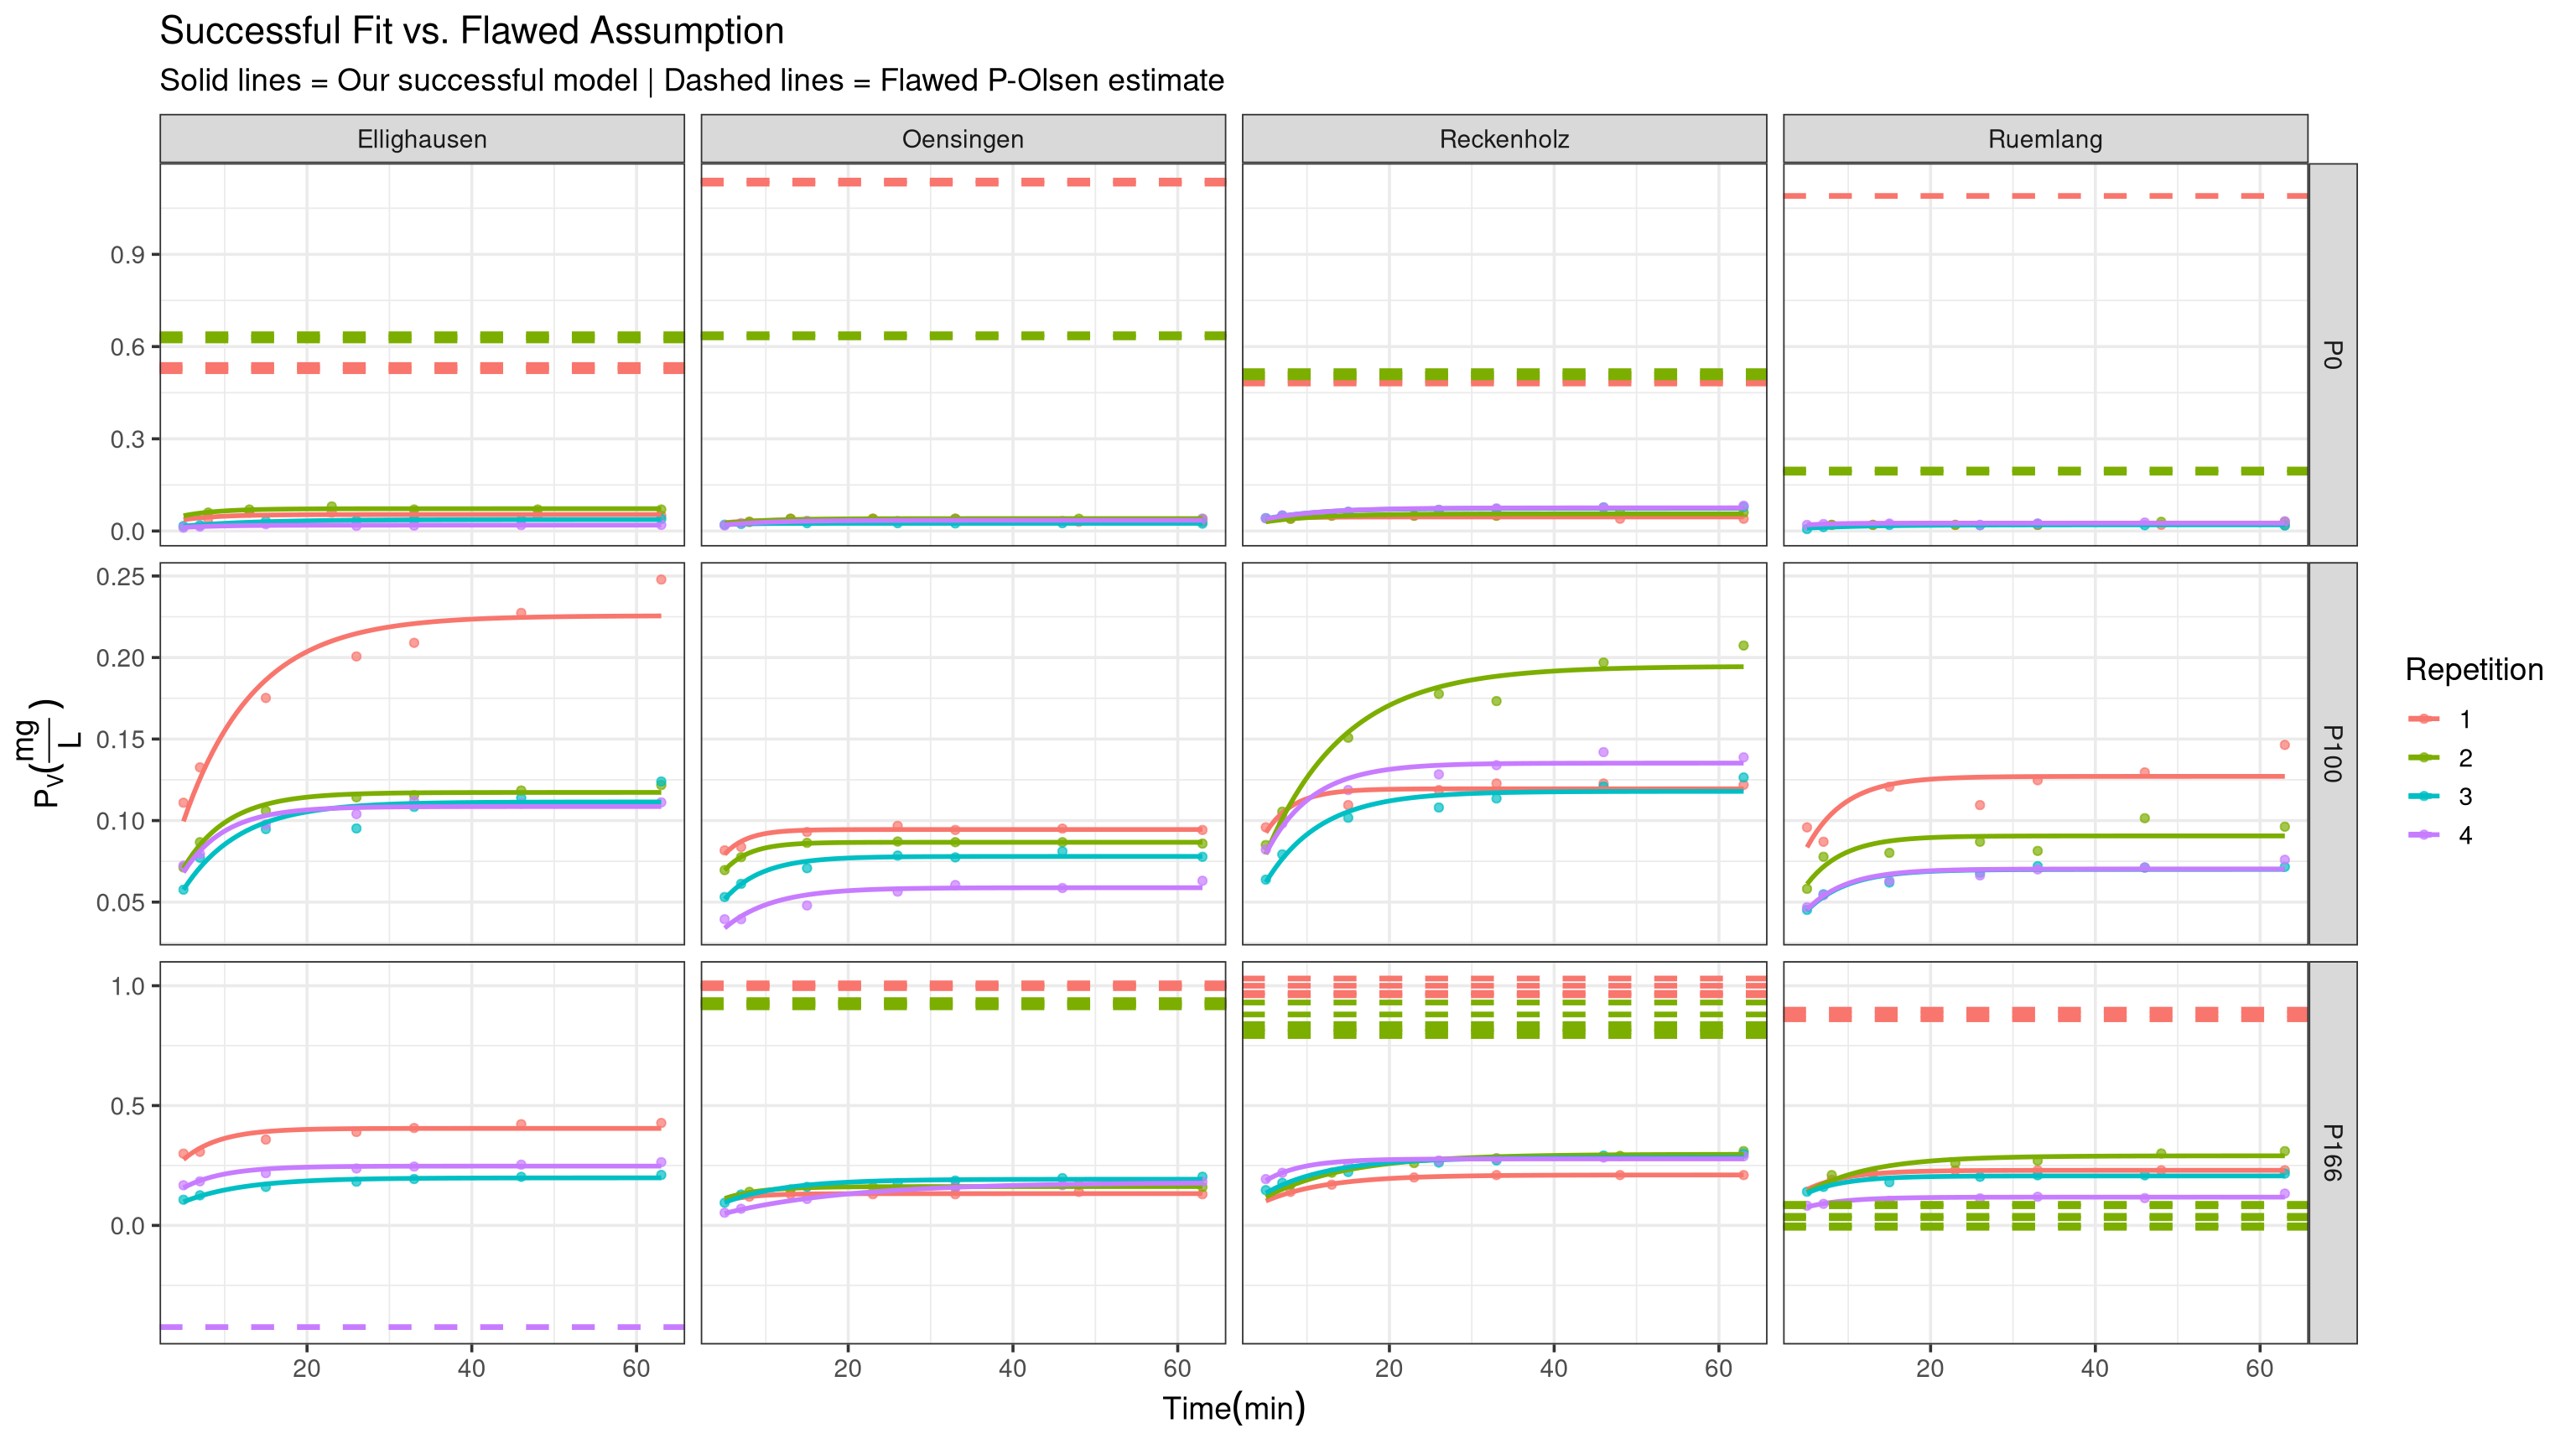 Successful Fit vs. Flawed Assumption
Solid lines = Our successful model | Dashed lines = Flawed P-Olsen estimate
Ellighausen
Oensingen
Reckenholz
Ruemlang
0.9
0.6
0.3
0.0
P0
0.25
0.20
0.15
0.10
0.05
P100
1.0
0.5
0.0
P166
20 40 60
20 40 60
20 40 60
20 40 60
Time(min)
PV(mg/L)
Repetition
1
2
3
4